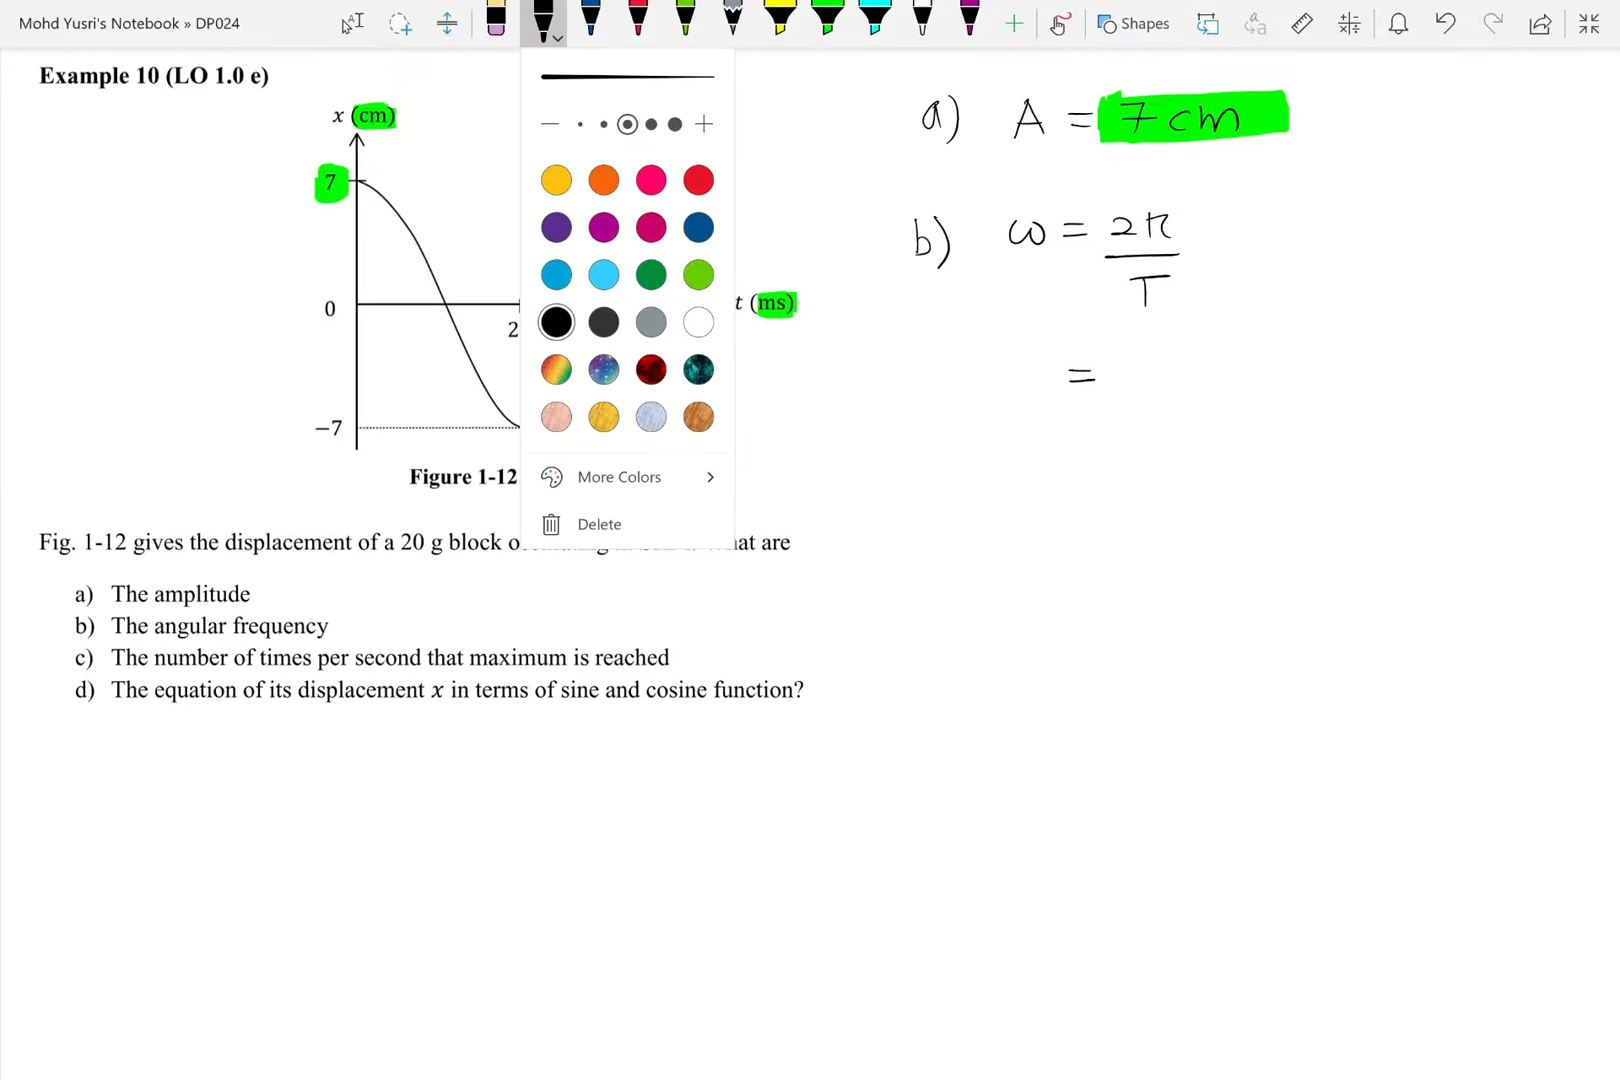 Mohd Yusri's Notebook » DP024
Shapes
Example 10 (LO 1.0 e)
x (cm)
7
0
2
t (ms)
−7
Figure 1-12
More Colors
Delete
Fig. 1-12 gives the displacement of a 20 g block at are
a) The amplitude
b) The angular frequency
c) The number of times per second that maximum is reached
d) The equation of its displacement x in terms of sine and cosine function?
a) A = 7 cm
b) ω = 2π
T
=